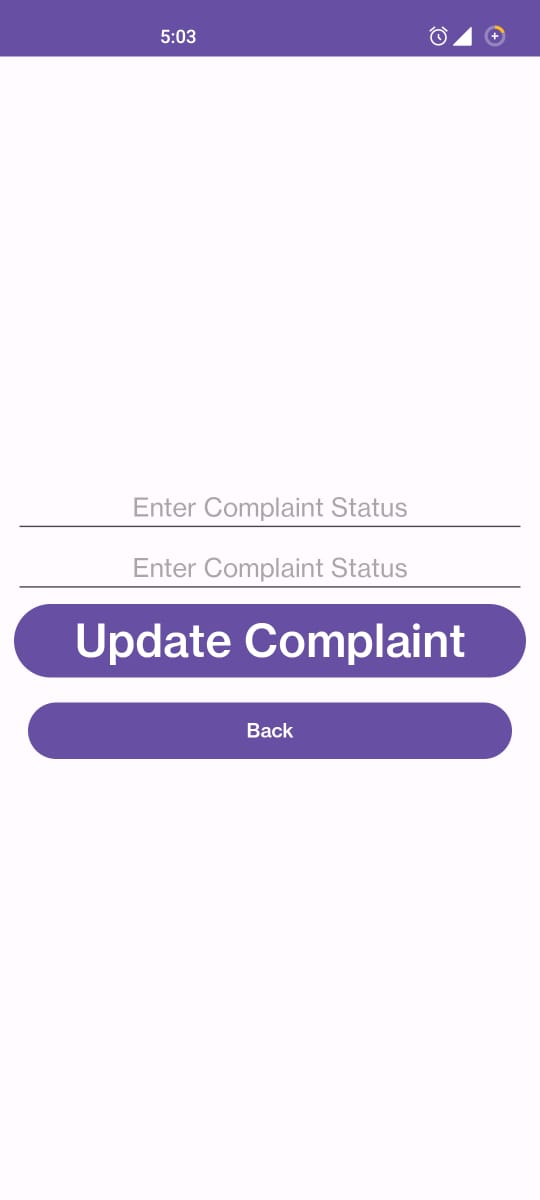 5:03
Enter Complaint Status
Enter Complaint Status
Update Complaint
Back